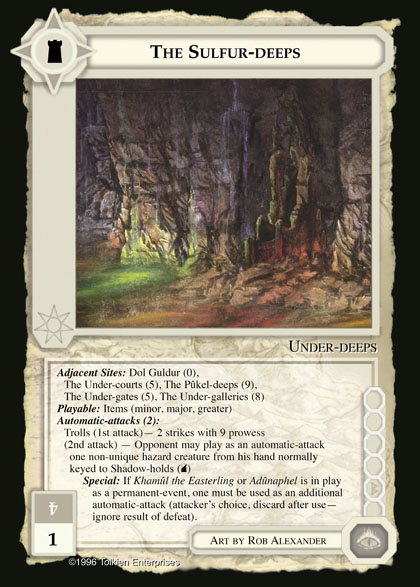 The Sulfur-deeps
Under-deeps
Adjacent Sites: Dol Guldur (0),
The Under-courts (5), The Pûkel-deeps (9),
The Under-gates (5), The Under-galleries (8)
Playable: Items (minor, major, greater)
Automatic-attacks (2):
Trolls (1st attack)— 2 strikes with 9 prowess
(2nd attack) — Opponent may play as an automatic-attack
one non-unique hazard creature from his hand normally
keyed to Shadow-holds ( )
Special: If Khamûl the Easterling or Adûnaphel is in play
as a permanent-event, one must be used as an additional
automatic-attack (attacker's choice, discard after use—
ignore result of defeat).
1
Art by Rob Alexander
©1996 Tolkien Enterprises